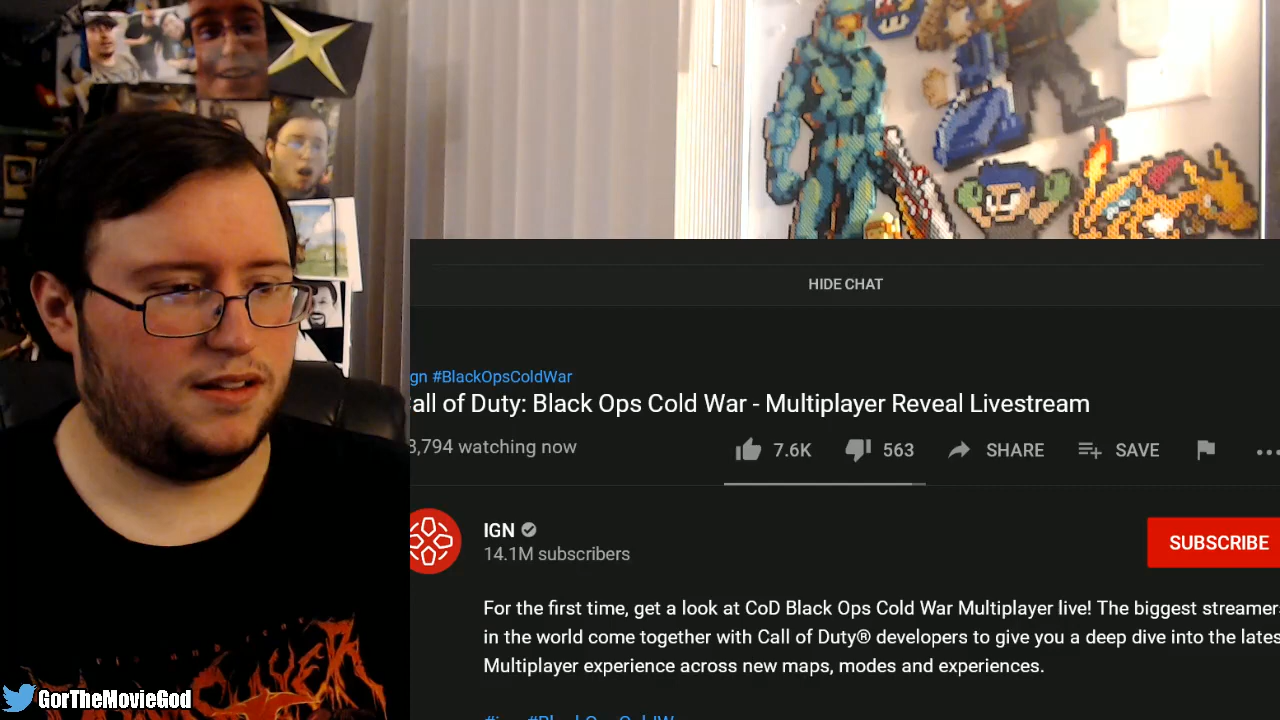 HIDE CHAT
gn #BlackOpsColdWar
all of Duty: Black Ops Cold War - Multiplayer Reveal Livestream
3,794 watching now
7.6K
563
SHARE
SAVE
IGN
14.1M subscribers
SUBSCRIBE
For the first time, get a look at CoD Black Ops Cold War Multiplayer live! The biggest streamers
in the world come together with Call of Duty® developers to give you a deep dive into the lates
Multiplayer experience across new maps, modes and experiences.
GorTheMovieGod